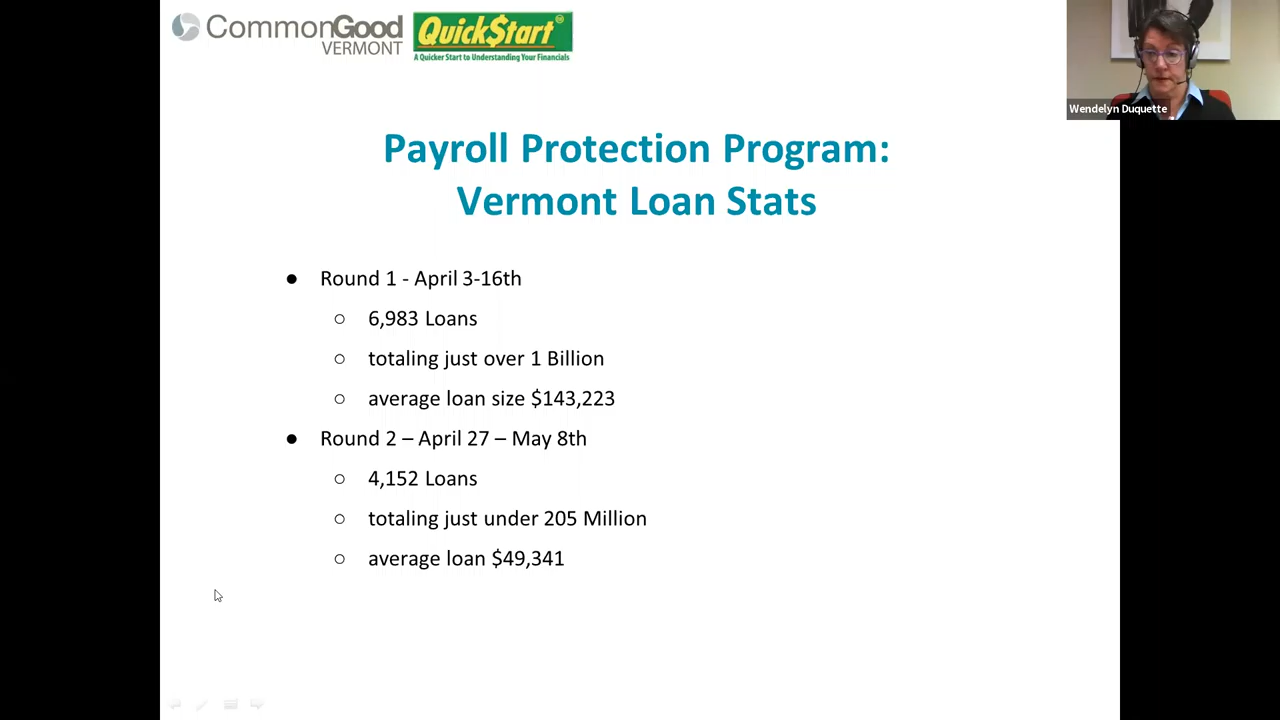 CommonGood
VERMONT
QuickStart
A Quicker Start to Understanding Your Financials
Wendelyn Duquette
Payroll Protection Program:
Vermont Loan Stats
● Round 1 - April 3-16th
○ 6,983 Loans
○ totaling just over 1 Billion
○ average loan size $143,223
● Round 2 – April 27 – May 8th
○ 4,152 Loans
○ totaling just under 205 Million
○ average loan $49,341